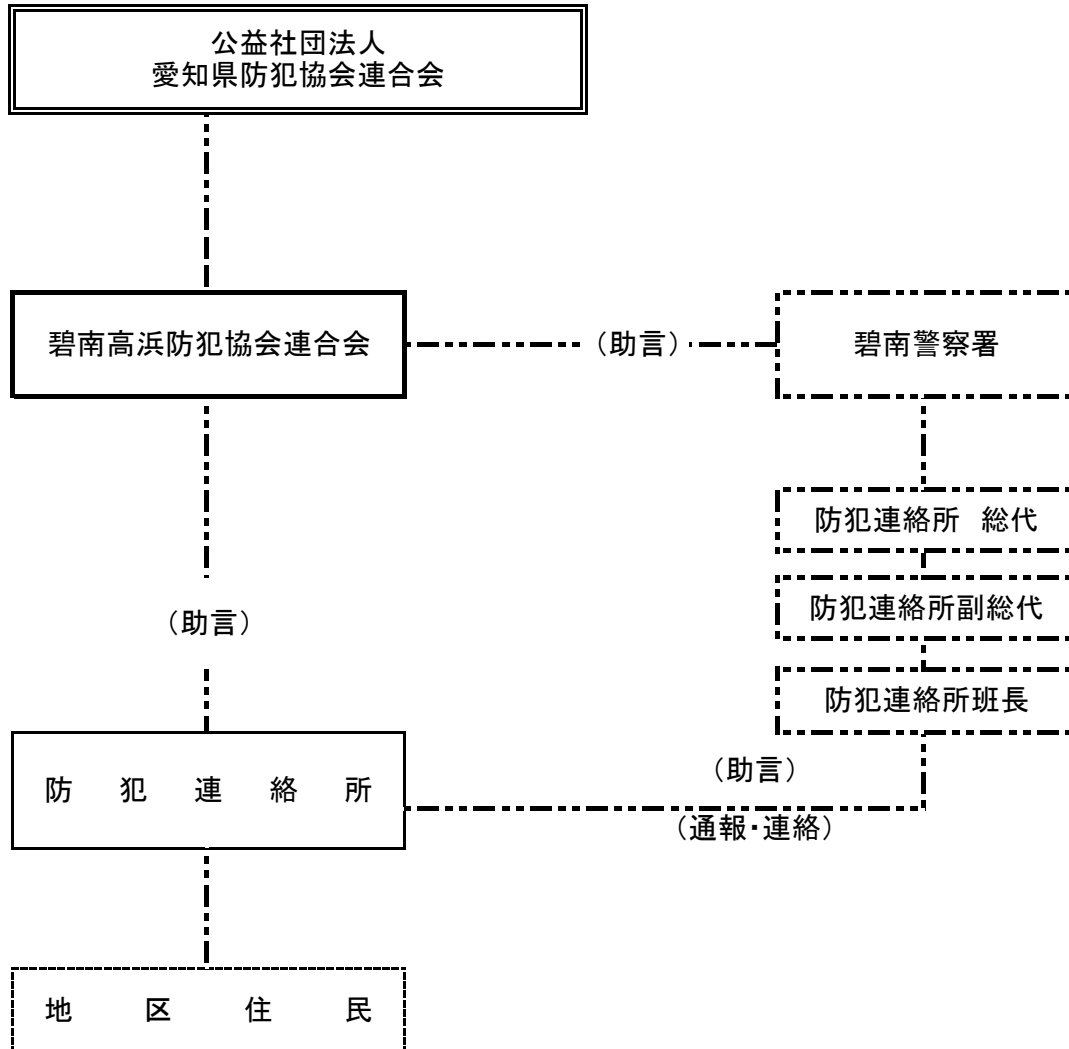 公益社団法人
愛知県防犯協会連合会
碧南高浜防犯協会連合会
（助言）
碧南警察署
防犯連絡所　総代
防犯連絡所副総代
（助言）
防犯連絡所班長
（助言）
防　犯　連　絡　所
（通報・連絡）
地　区　住　民